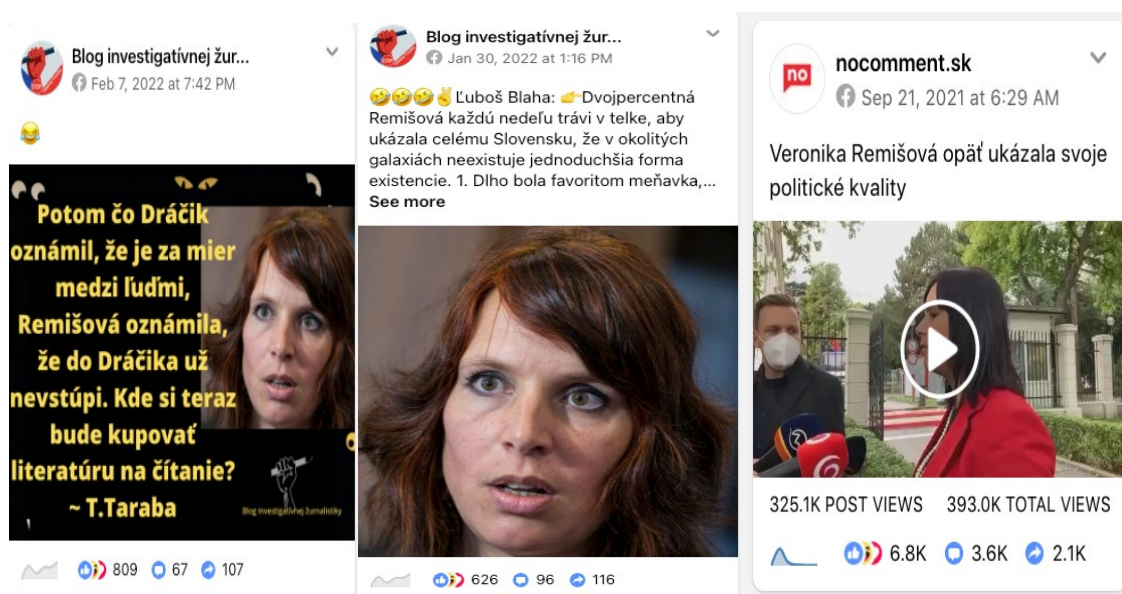 Blog investigatívnej žur...
Feb 7, 2022 at 7:42 PM
Potom čo Dráčik
oznámil, že je za mier
medzi ľuďmi,
Remišová oznámila,
že do Dráčika už
nevstúpi. Kde si teraz
bude kupovať
literatúru na čítanie?
~ T.Taraba
Blog investigatívnej žurnalistiky
809 67 107
Blog investigatívnej žur...
Jan 30, 2022 at 1:16 PM
🤣🤣🤣✌️Ľuboš Blaha: 👉Dvojpercentná
Remišová každú nedeľu trávi v telke, aby
ukázala celému Slovensku, že v okolitých
galaxiách neexistuje jednoduchšia forma
existencie. 1. Dlho bola favoritom meňavka,...
See more
626 96 116
no
nocomment.sk
Sep 21, 2021 at 6:29 AM
Veronika Remišová opäť ukázala svoje
politické kvality
325.1K POST VIEWS 393.0K TOTAL VIEWS
6.8K 3.6K 2.1K